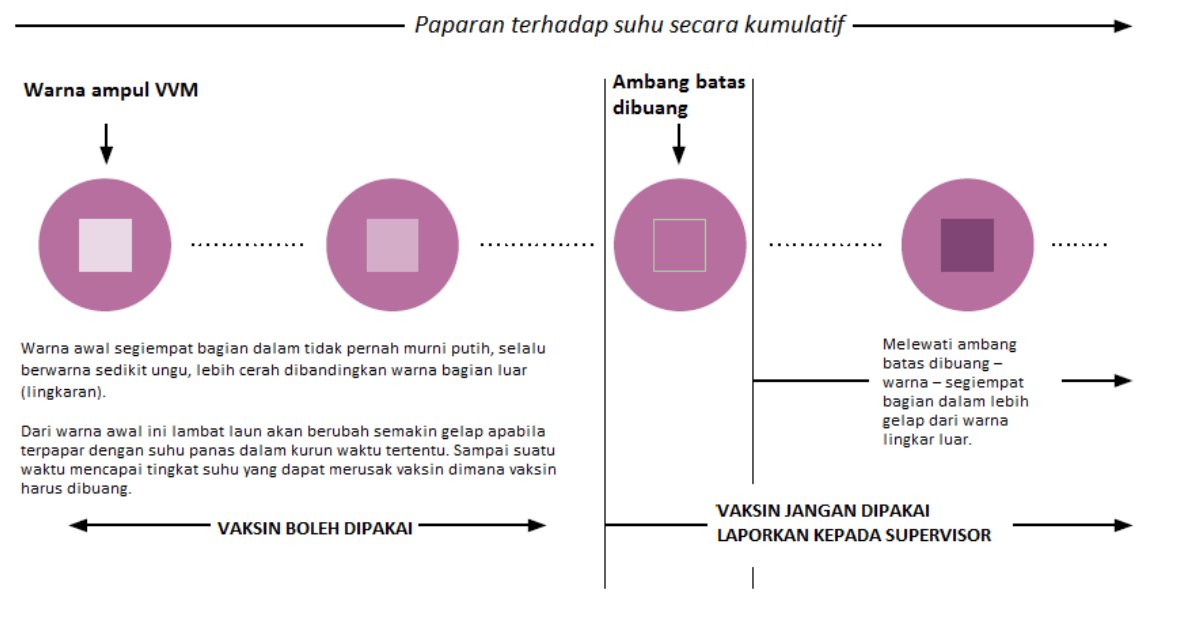 Paparan terhadap suhu secara kumulatif
Warna ampul VVM
Ambang batas
dibuang
Warna awal segiempat bagian dalam tidak pernah murni putih, selalu
berwarna sedikit ungu, lebih cerah dibandingkan warna bagian luar
(lingkaran).
Dari warna awal ini lambat laun akan berubah semakin gelap apabila
terpapar dengan suhu panas dalam kurun waktu tertentu. Sampai suatu
waktu mencapai tingkat suhu yang dapat merusak vaksin dimana vaksin
harus dibuang.
Melewati ambang
batas dibuang –
warna – segiempat
bagian dalam lebih
gelap dari warna
lingkar luar.
VAKSIN BOLEH DIPAKAI
VAKSIN JANGAN DIPAKAI
LAPORKAN KEPADA SUPERVISOR